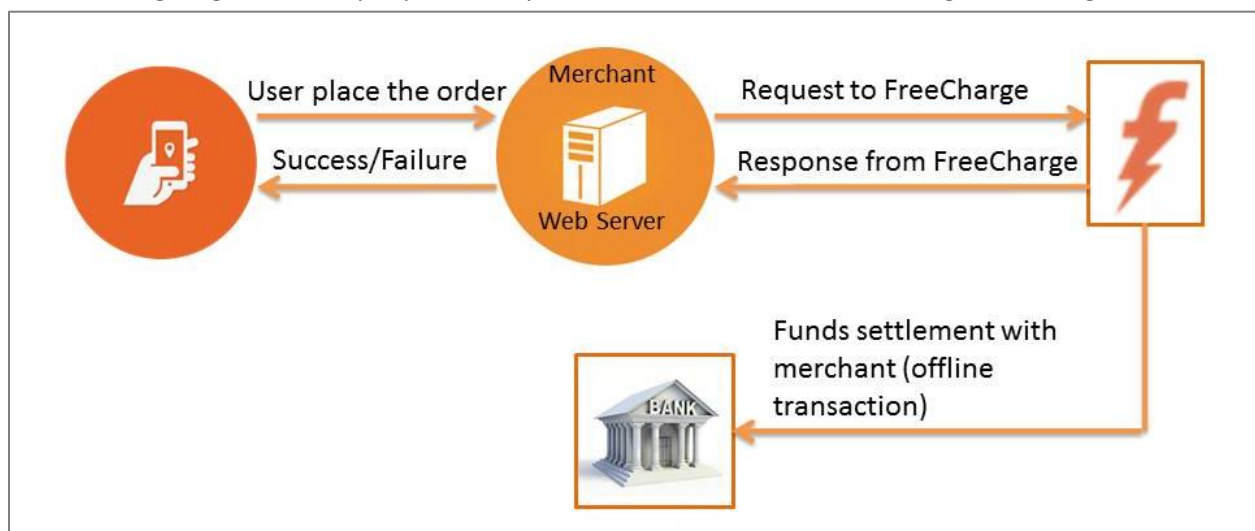 User place the order
Success/Failure
Merchant
Web Server
Request to FreeCharge
Response from FreeCharge
Funds settlement with
merchant (offline
transaction)
BANK